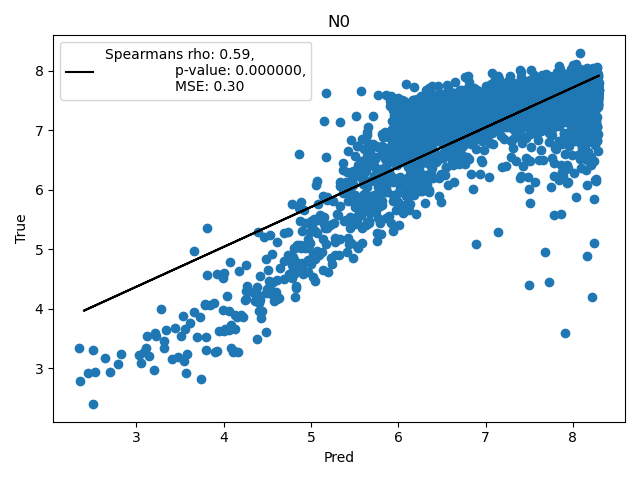 N0
Spearmans rho: 0.59,
p-value: 0.000000,
MSE: 0.30
8
7
6
5
4
3
True
3 4 5 6 7 8
Pred